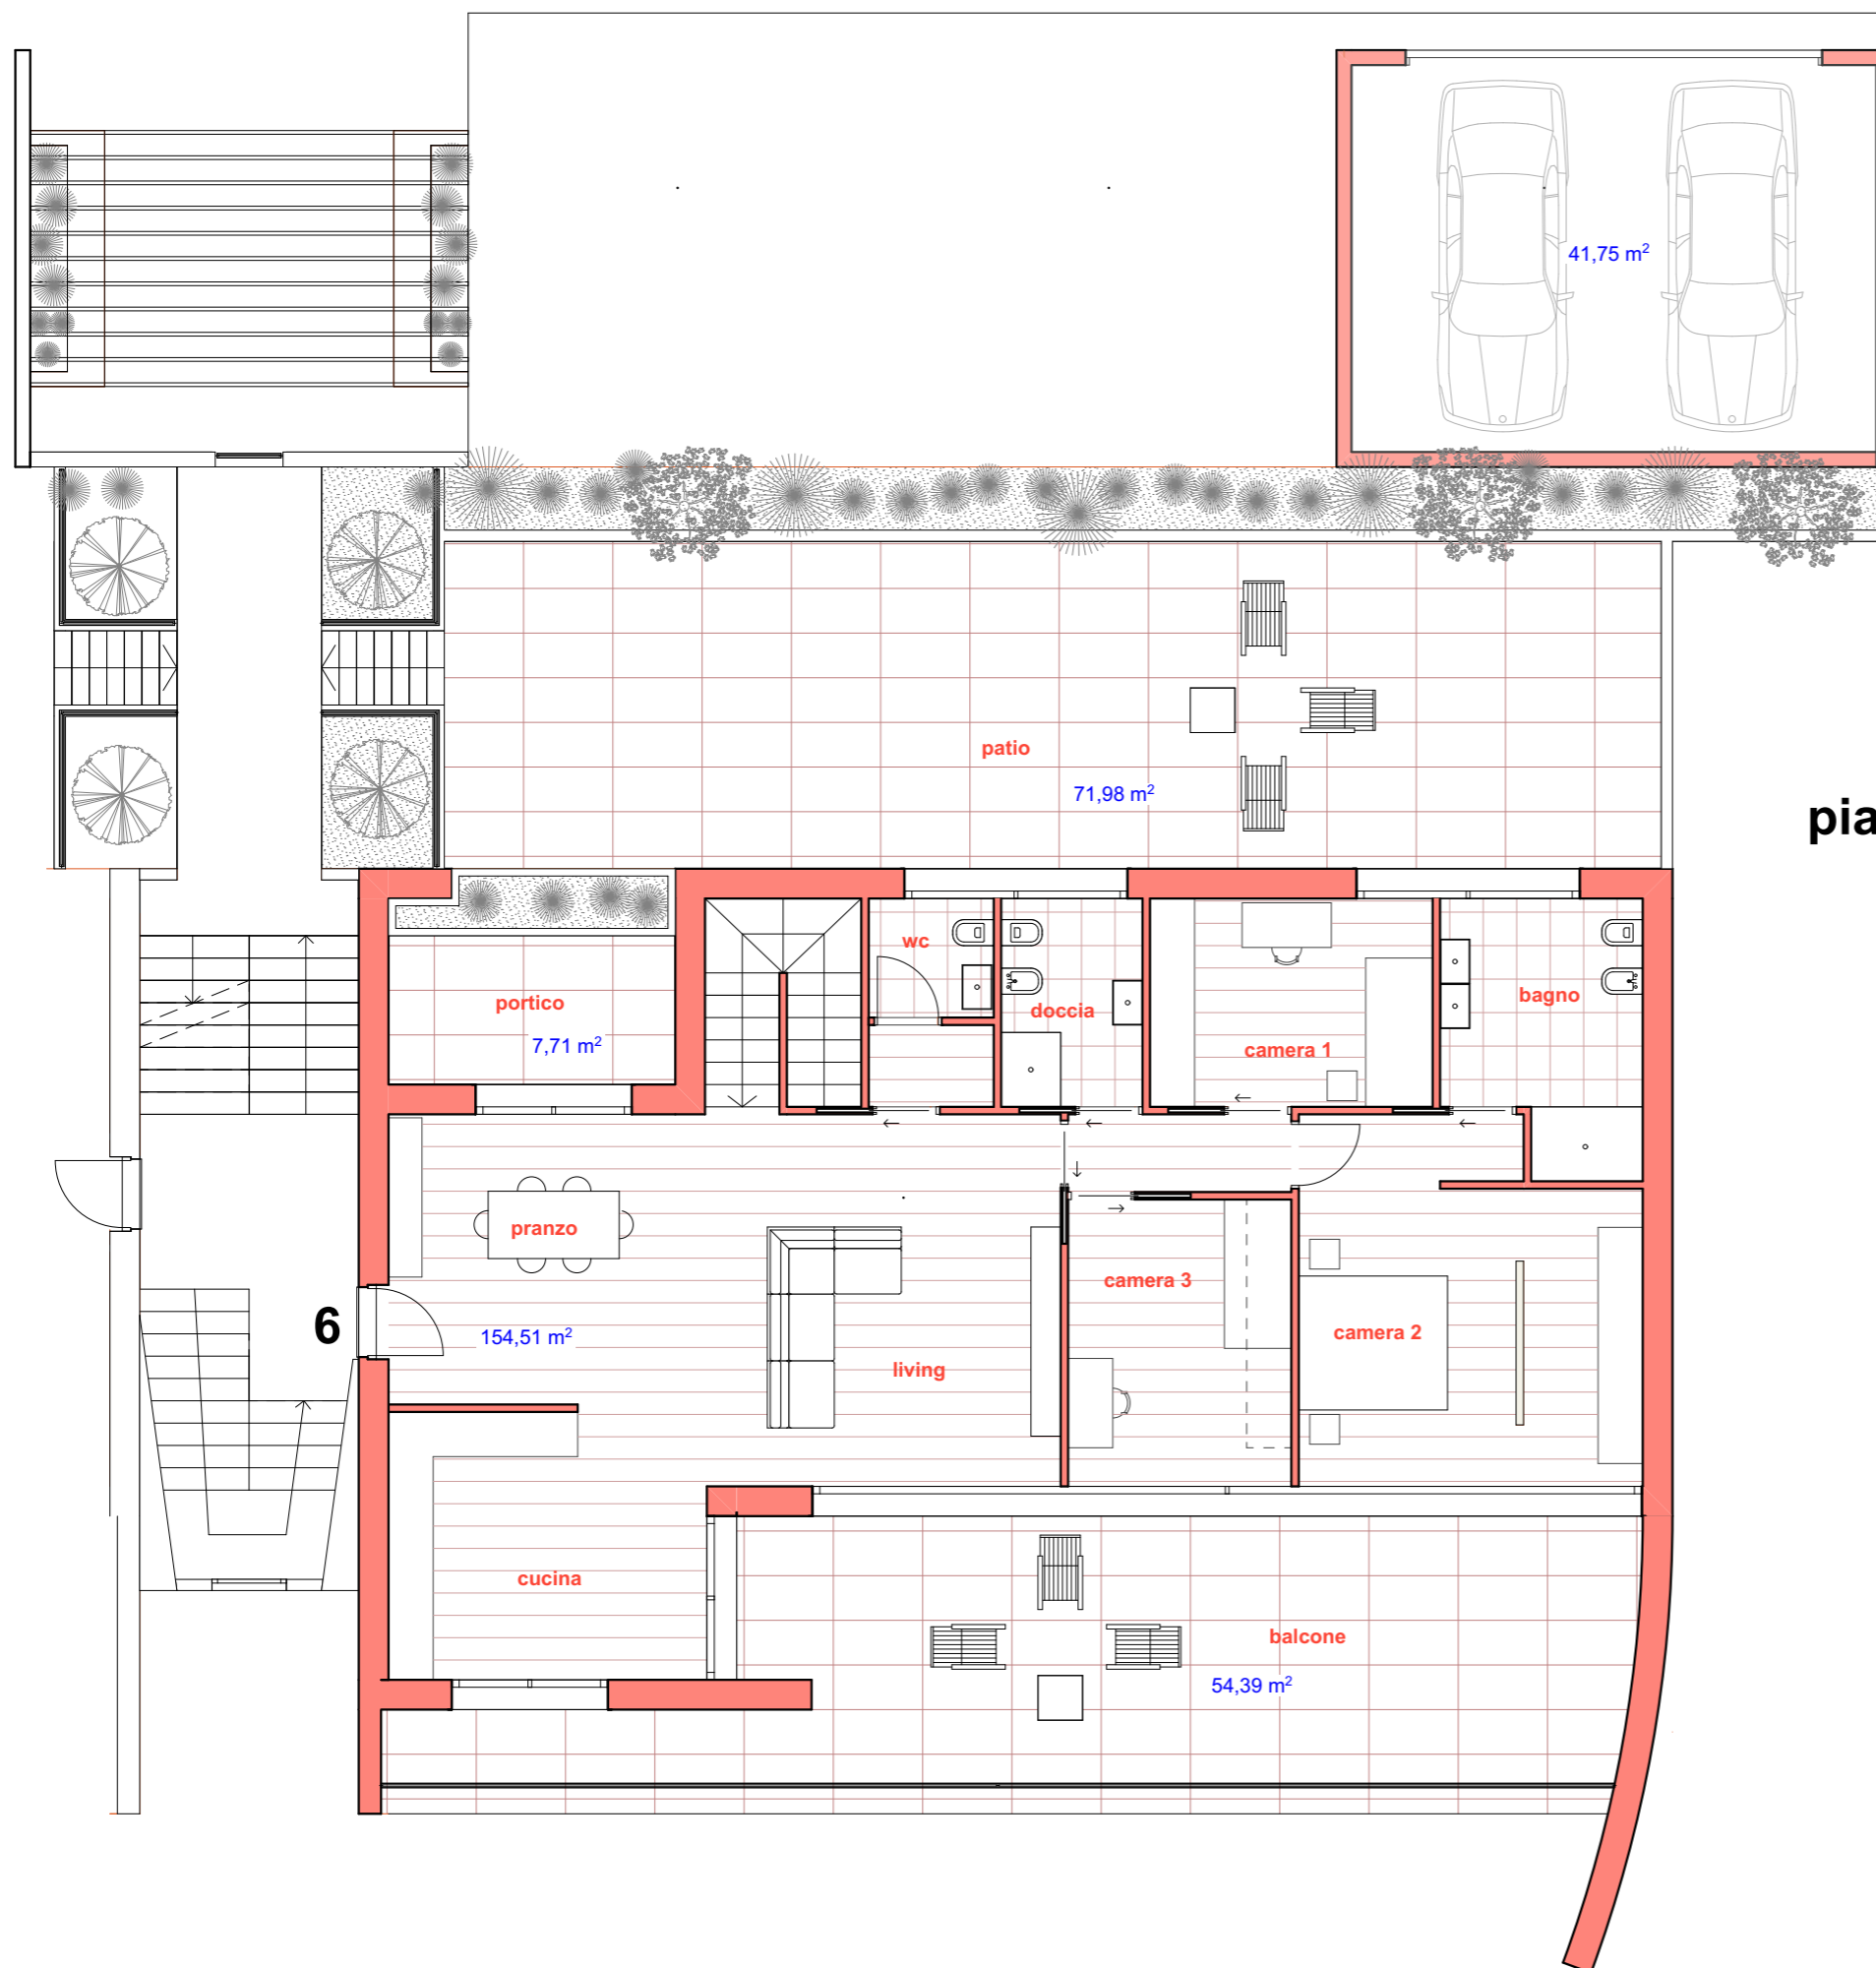 41,75 m²
patio
71,98 m²
pia
wc
portico
doccia
bagno
7,71 m²
camera 1
pranzo
camera 3
6
154,51 m²
camera 2
living
cucina
balcone
54,39 m²